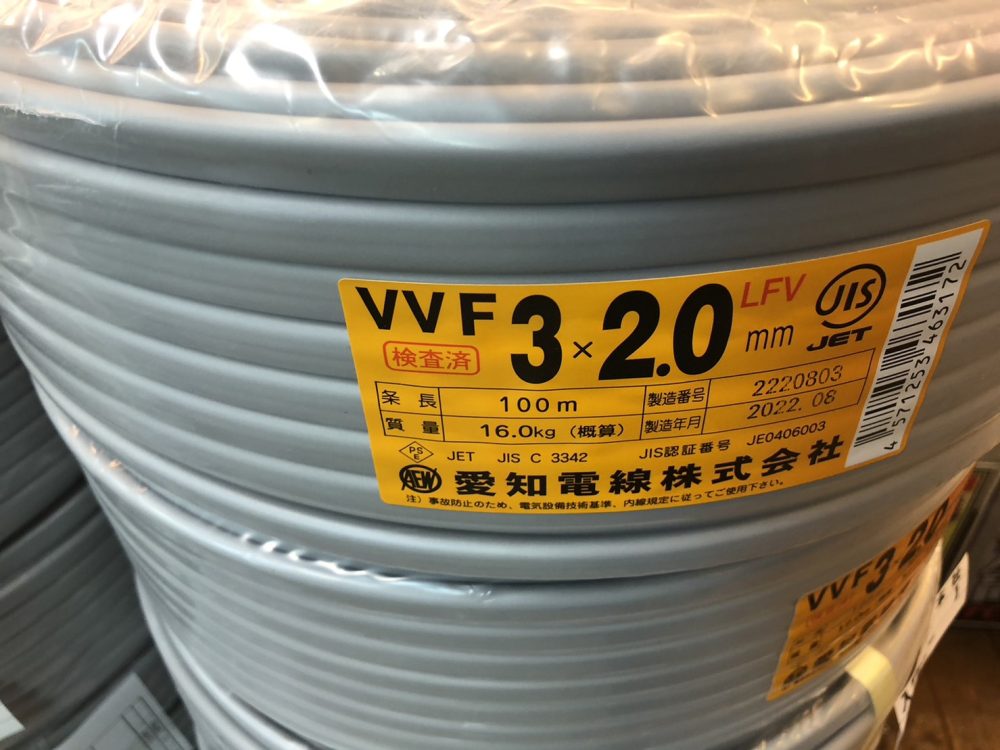 VVF 3×2.0 mm LFV
検査済
JIS
JET
条長 100m 製造番号 2220803
質量 16.0kg (概算) 製造年月 2022.08
PS E JET JIS C 3342 JIS認証番号 JE0406003
AEW 愛知電線株式会社
注) 事故防止のため、電気設備技術基準、内線規定に従ってご使用下さい。
4571253463172
VVF 3×2.0